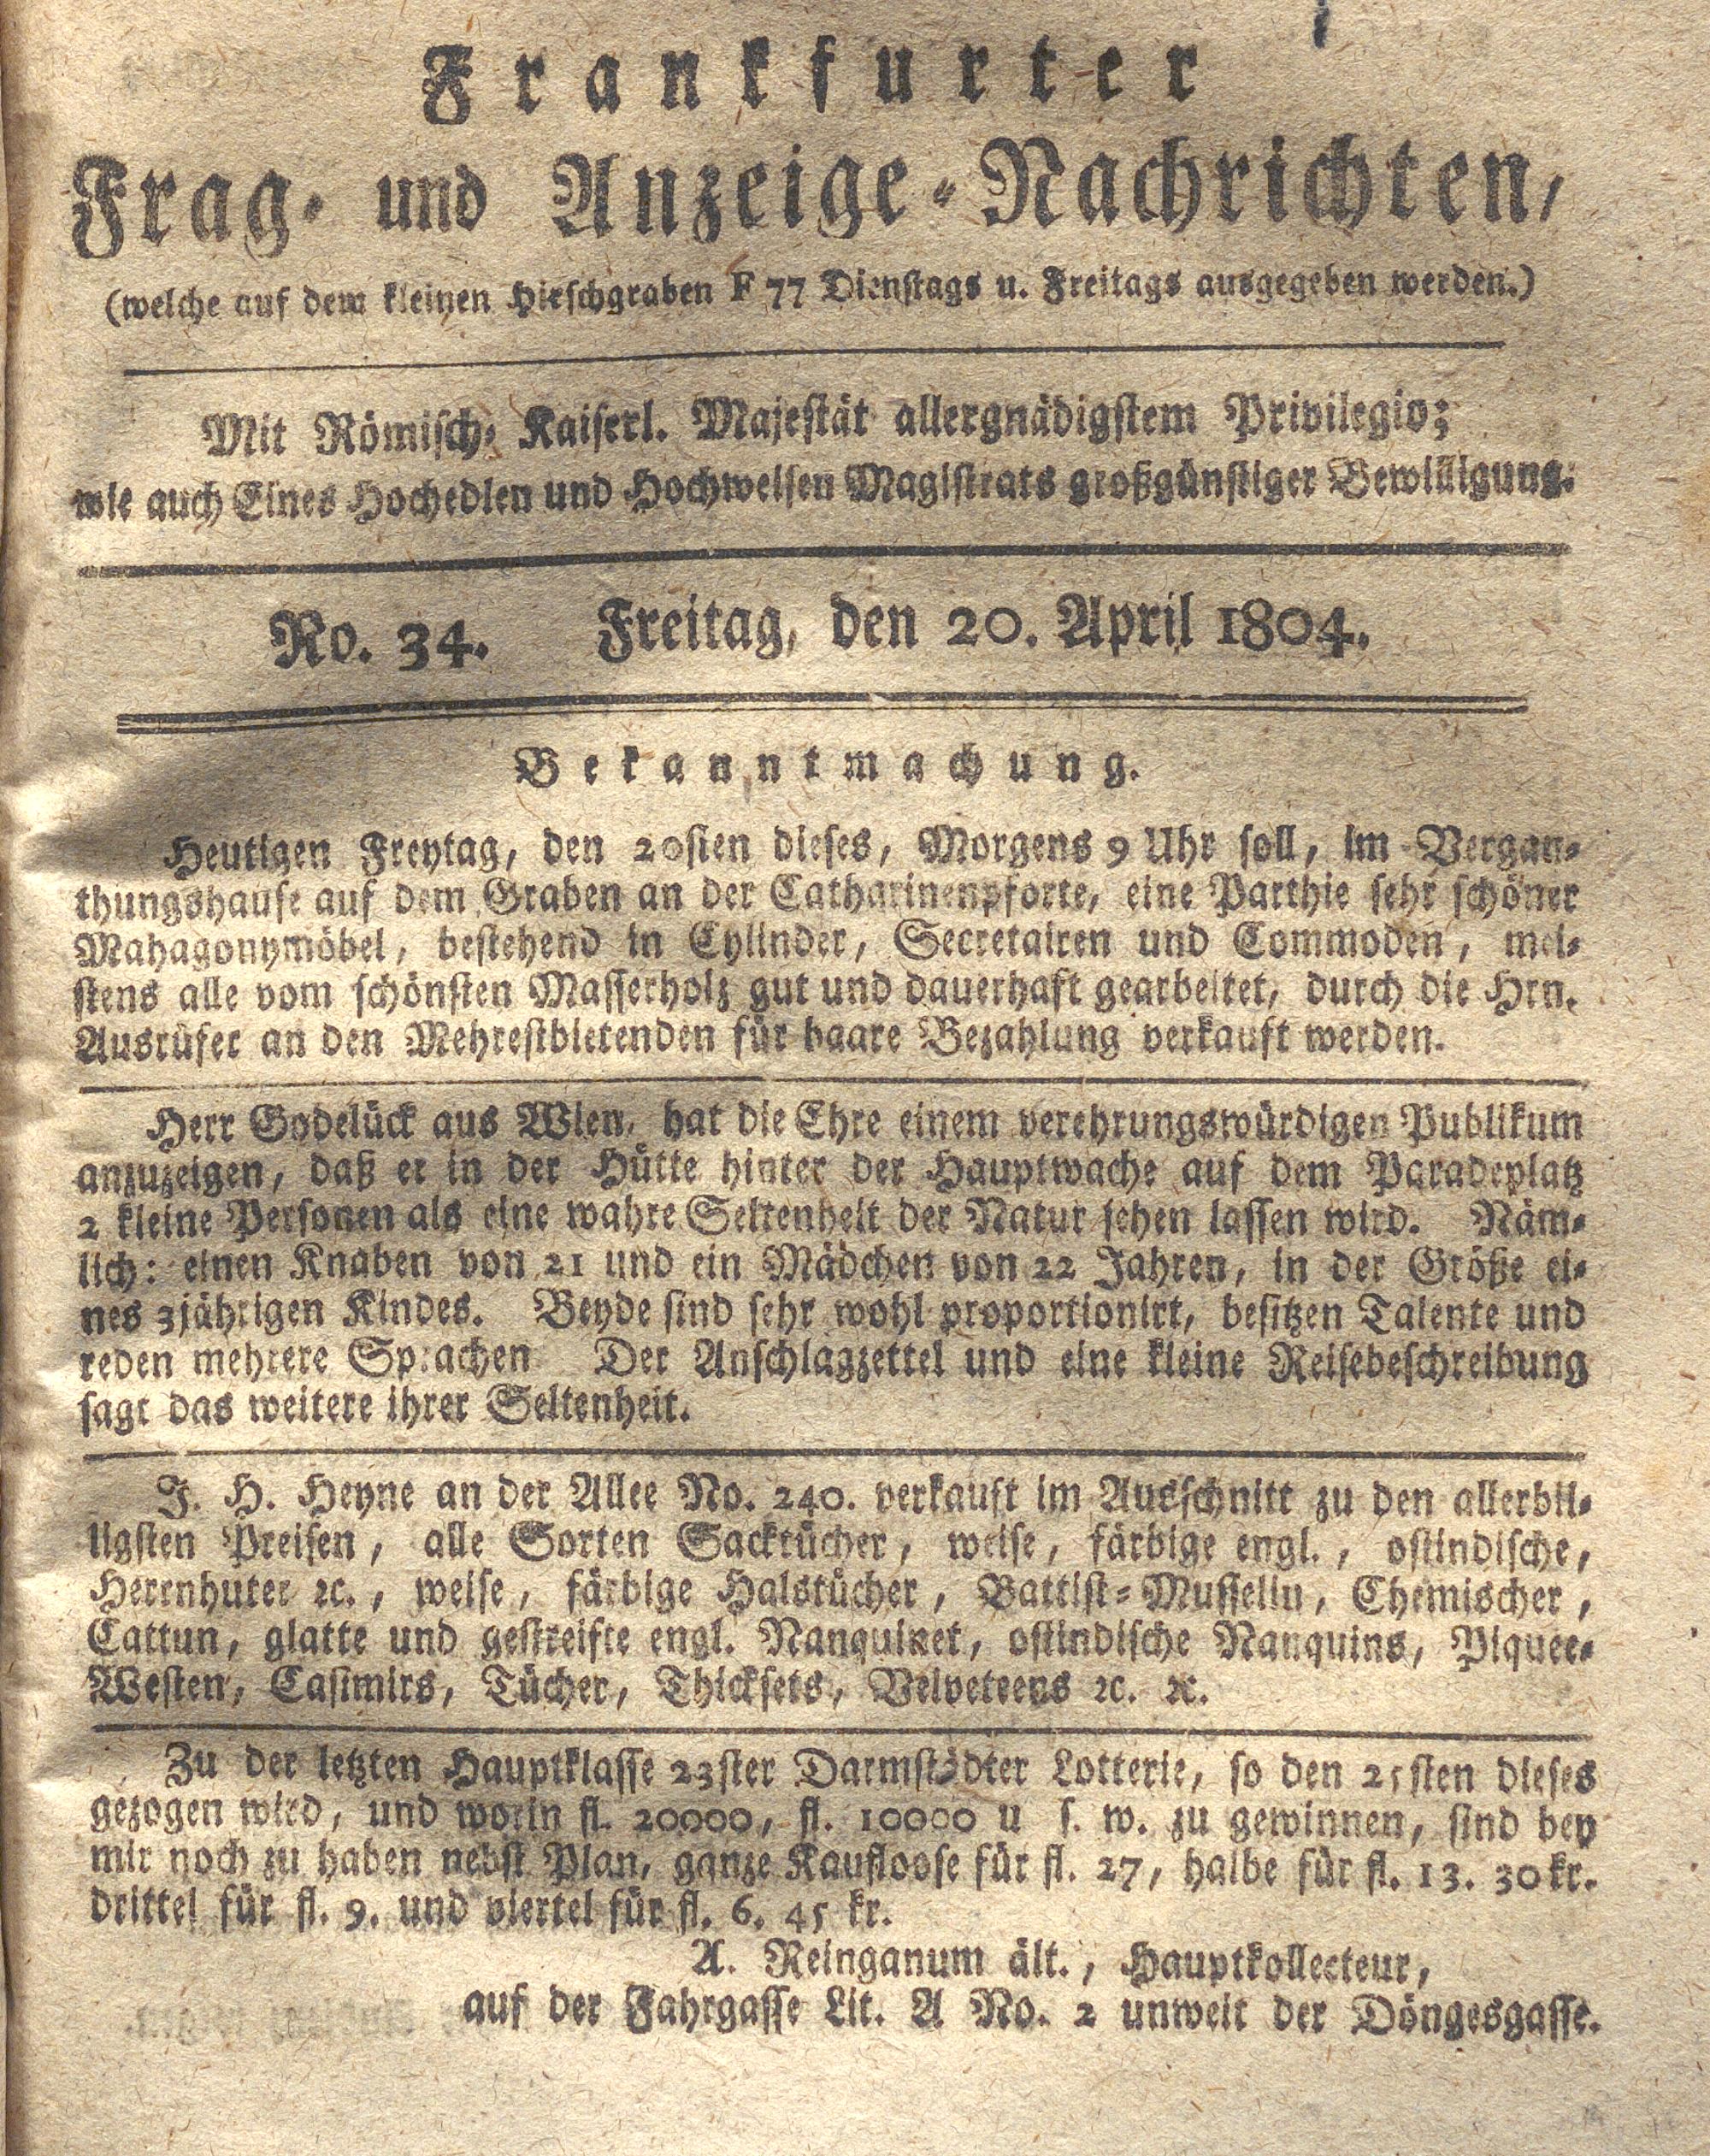 Frankfurter
Frag- und Anzeige-Nachrichten,
(welche auf dem kleinen Hirschgraben F 77 Dienstags u. Freitags ausgegeben werden.)
Mit Römisch- Kaiserl. Majestät allergnädigstem Privilegio;
wie auch Eines Hochedlen und Hochweisen Magistrats großgünstiger Bewilligung.
No. 34. Freitag, den 20. April 1804.
Bekanntmachung.
Heutigen Freytag, den 20sten dieses, Morgens 9 Uhr soll, im Vergan-
thungshause auf dem Graben an der Catharinenpforte, eine Parthie sehr schöner
Mahagonymöbel, bestehend in Cylinder, Secretairen und Commoden, mei-
stens alle vom schönsten Masserholz gut und dauerhaft gearbeitet, durch die Hrn.
Ausrüfer an den Mehrestbietenden für baare Bezahlung verkauft werden.
Herr Godelück aus Wien, hat die Ehre einem verehrungswürdigen Publikum
anzuzeigen, daß er in der Hütte hinter der Hauptwache auf dem Paradeplatz
2 kleine Personen als eine wahre Seltenheit der Natur sehen lassen wird. Näm-
lich: einen Knaben von 21 und ein Mädchen von 22 Jahren, in der Größe ei-
nes 3jährigen Kindes. Beyde sind sehr wohl proportionirt, besitzen Talente und
reden mehrere Sprachen Der Anschlagzettel und eine kleine Reisebeschreibung
sagt das weitere ihrer Seltenheit.
J. H. Heyne an der Allee No. 240. verkauft im Ausschnitt zu den allerbil-
ligsten Preisen, alle Sorten Sacktücher, weise, färbige engl., ostindische,
Herrnhuter ꝛc., weise, färbige Halstücher, Battist-Musselin, Chemischer,
Cattun, glatte und gestreifte engl. Nanquinet, ostindische Nanquins, Piquee-
Westen, Casimirs, Tücher, Thicksets, Velveteens ꝛc. ꝛc.
Zu der letzten Hauptklasse 23ster Darmstädter Lotterie, so den 25sten dieses
gezogen wird, und worin fl. 20000, fl. 10000 u s. w. zu gewinnen, sind bey
mir noch zu haben nebst Plan, ganze Kaufloose für fl. 27, halbe für fl. 13. 30 kr.
drittel für fl. 9. und viertel für fl. 6. 45 kr.
A. Reinganum ält., Hauptkollecteur,
auf der Fahrgasse Lit. A No. 2 unweit der Döngesgasse.